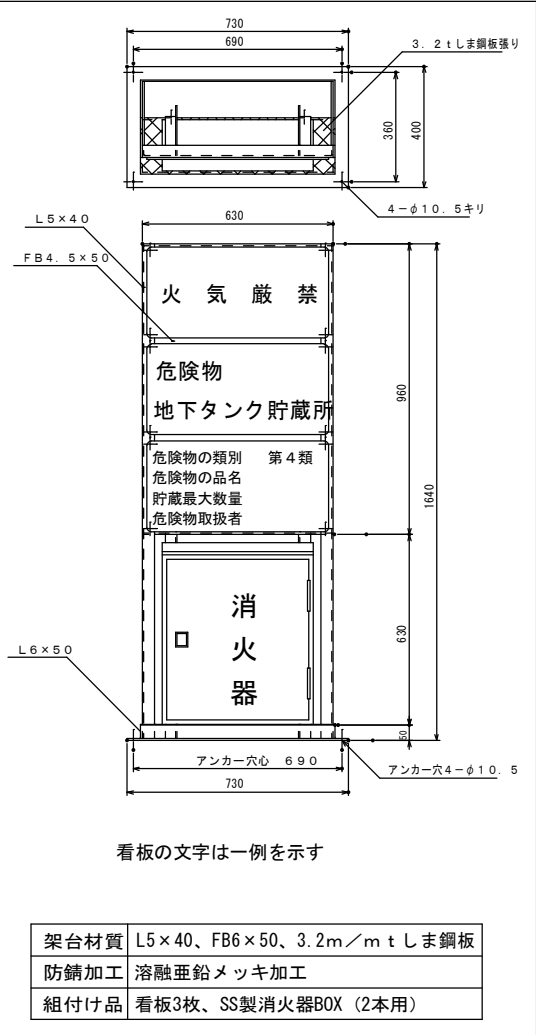 730
690
3．2ｔしま鋼板張り
360
400
4－φ10．5キリ
L5×40
630
FB4．5×50
火気厳禁
危険物
地下タンク貯蔵所
960
危険物の類別　第4類
危険物の品名
貯蔵最大数量
危険物取扱者
1640
消
火
器
630
L6×50
50
アンカー穴心　690
アンカー穴4－φ10．5
730
看板の文字は一例を示す
架台材質 L5×40、FB6×50、3.2m／mｔしま鋼板
防錆加工 溶融亜鉛メッキ加工
組付け品 看板3枚、SS製消火器BOX（2本用）